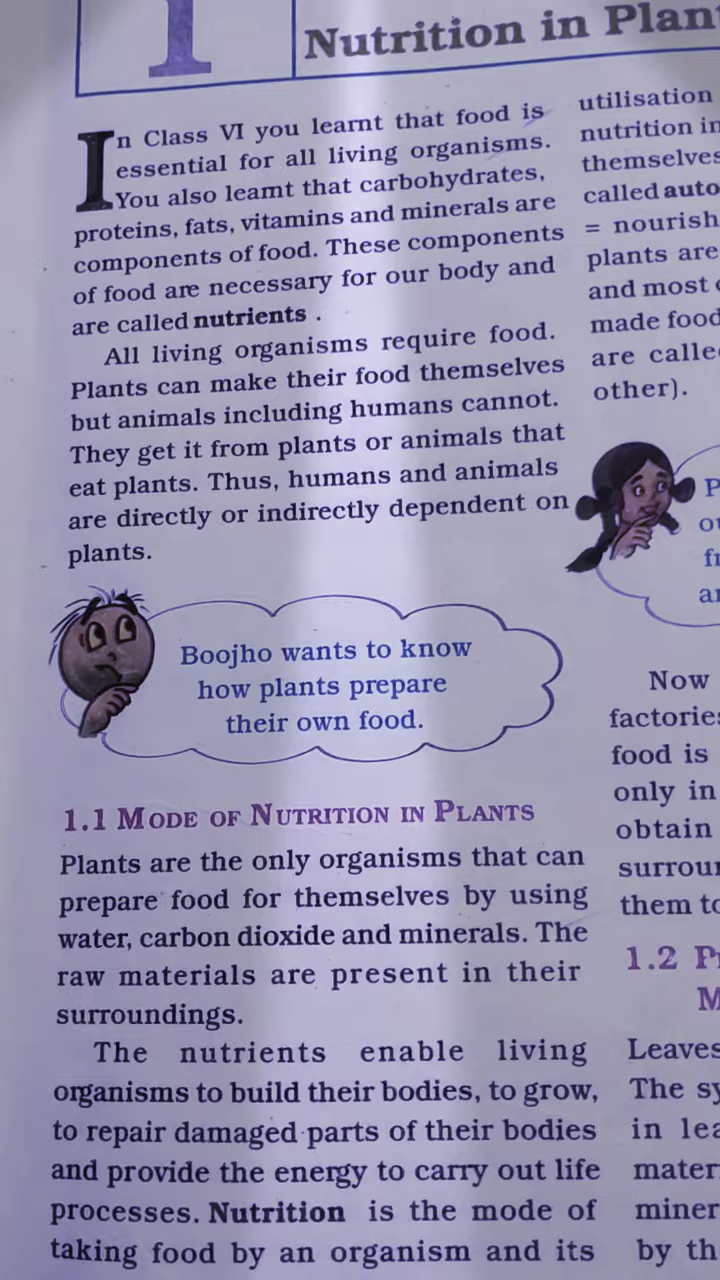 1
Nutrition in Plan
In Class VI you learnt that food is
essential for all living organisms.
You also learnt that carbohydrates,
proteins, fats, vitamins and minerals are
components of food. These components
of food are necessary for our body and
are called nutrients .
All living organisms require food.
Plants can make their food themselves
but animals including humans cannot.
They get it from plants or animals that
eat plants. Thus, humans and animals
are directly or indirectly dependent on
plants.
Boojho wants to know
how plants prepare
their own food.
1.1 MODE OF NUTRITION IN PLANTS
Plants are the only organisms that can
prepare food for themselves by using
water, carbon dioxide and minerals. The
raw materials are present in their
surroundings.
The nutrients enable living
organisms to build their bodies, to grow,
to repair damaged parts of their bodies
and provide the energy to carry out life
processes. Nutrition is the mode of
taking food by an organism and its
utilisation
nutrition in
themselves
called auto
= nourish
plants are
and most
made food
are calle
other).
P
fr
Now
factories
food is
only in
obtain
surrou
them to
1.2 P
M
Leaves
The sy
in lea
mater
miner
by th